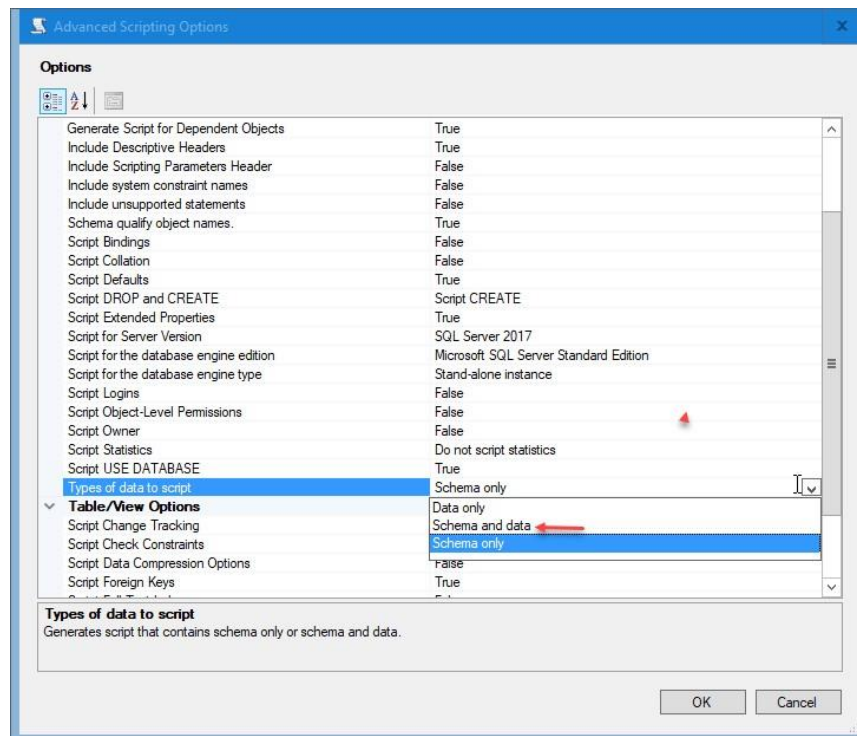 Advanced Scripting Options
Options
Generate Script for Dependent Objects True
Include Descriptive Headers True
Include Scripting Parameters Header False
Include system constraint names False
Include unsupported statements False
Schema qualify object names. True
Script Bindings False
Script Collation False
Script Defaults True
Script DROP and CREATE Script CREATE
Script Extended Properties True
Script for Server Version SQL Server 2017
Script for the database engine edition Microsoft SQL Server Standard Edition
Script for the database engine type Stand-alone instance
Script Logins False
Script Object-Level Permissions False
Script Owner False
Script Statistics Do not script statistics
Script USE DATABASE True
Types of data to script Schema only
Table/View Options Data only
Script Change Tracking Schema and data
Script Check Constraints Schema only
Script Data Compression Options False
Script Foreign Keys True
Types of data to script
Generates script that contains schema only or schema and data.
OK Cancel